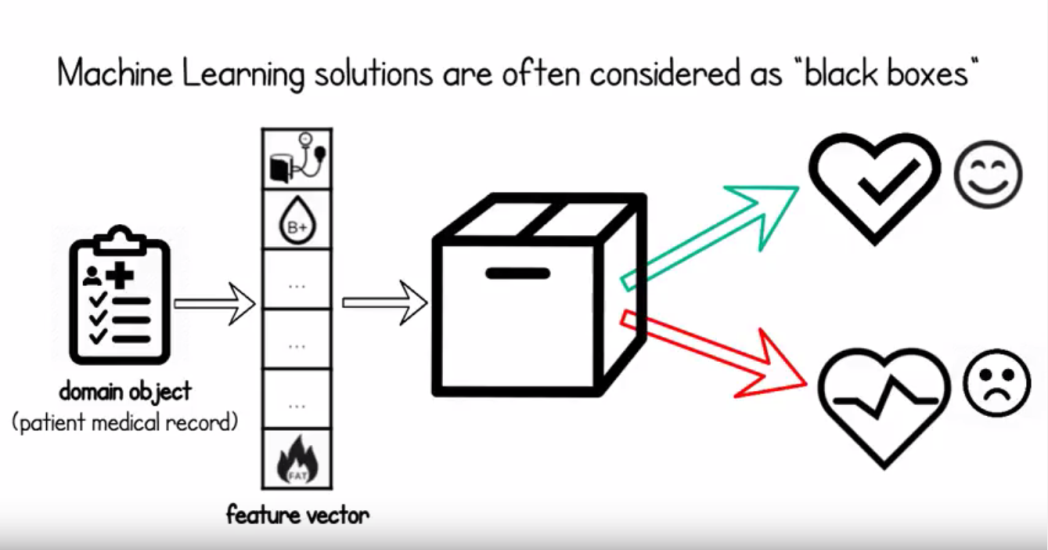 Machine Learning solutions are often considered as "black boxes"
B+
...
...
...
FAT
domain object
(patient medical record)
feature vector